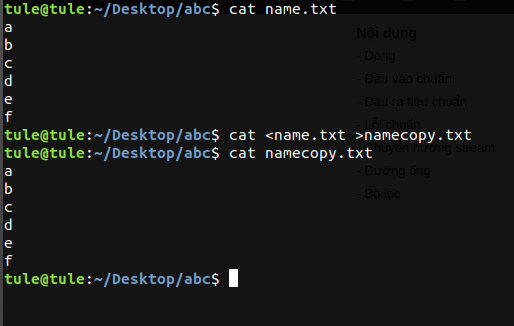 tule@tule:~/Desktop/abc$ cat name.txt
a
b
c
d
e
f
tule@tule:~/Desktop/abc$ cat <name.txt >namecopy.txt
tule@tule:~/Desktop/abc$ cat namecopy.txt
a
b
c
d
e
f
tule@tule:~/Desktop/abc$
Nội dung
- Dòng
- Đầu vào chuẩn
- Đầu ra tiêu chuẩn
- Lỗi chuẩn
- Chuyển hướng stream
- Đường ống
- Bộ lọc